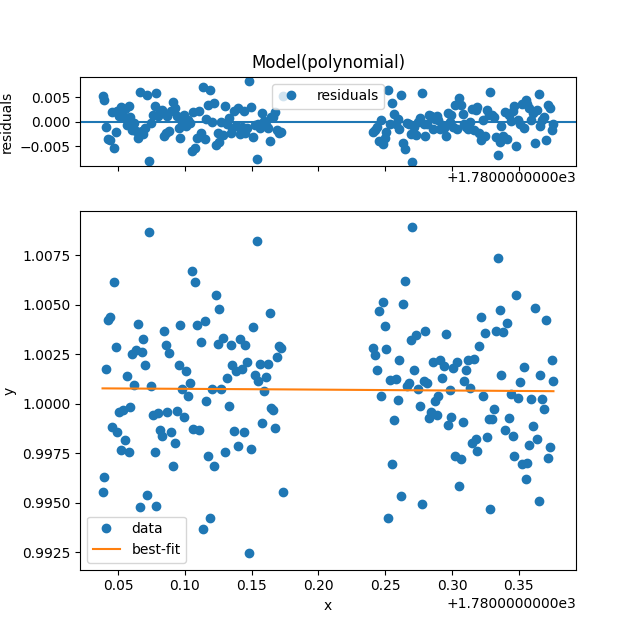 Model(polynomial)
residuals
0.005
0.000
−0.005
residuals
+1.7800000000e3
y
1.0075
1.0050
1.0025
1.0000
0.9975
0.9950
0.9925
data
best-fit
0.05 0.10 0.15 0.20 0.25 0.30 0.35
x
+1.7800000000e3